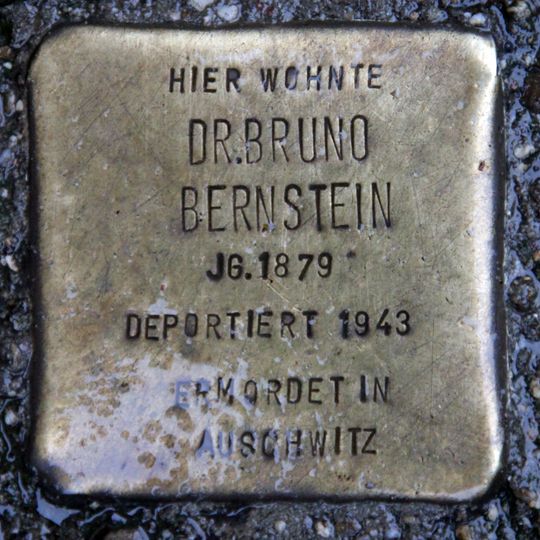 HIER WOHNTE
DR.BRUNO
BERNSTEIN
JG.1879
DEPORTIERT 1943
ERMORDET IN
AUSCHWITZ